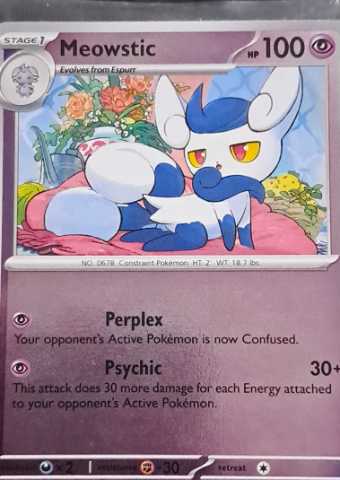 STAGE 1
Meowstic
HP 100
Evolves from Espurr
NO. 0678 Constraint Pokémon HT: 2' WT: 18.7 lbs.
Perplex
Your opponent's Active Pokémon is now Confused.
Psychic 30+
This attack does 30 more damage for each Energy attached
to your opponent's Active Pokémon.
weakness ×2 resistance -30 retreat